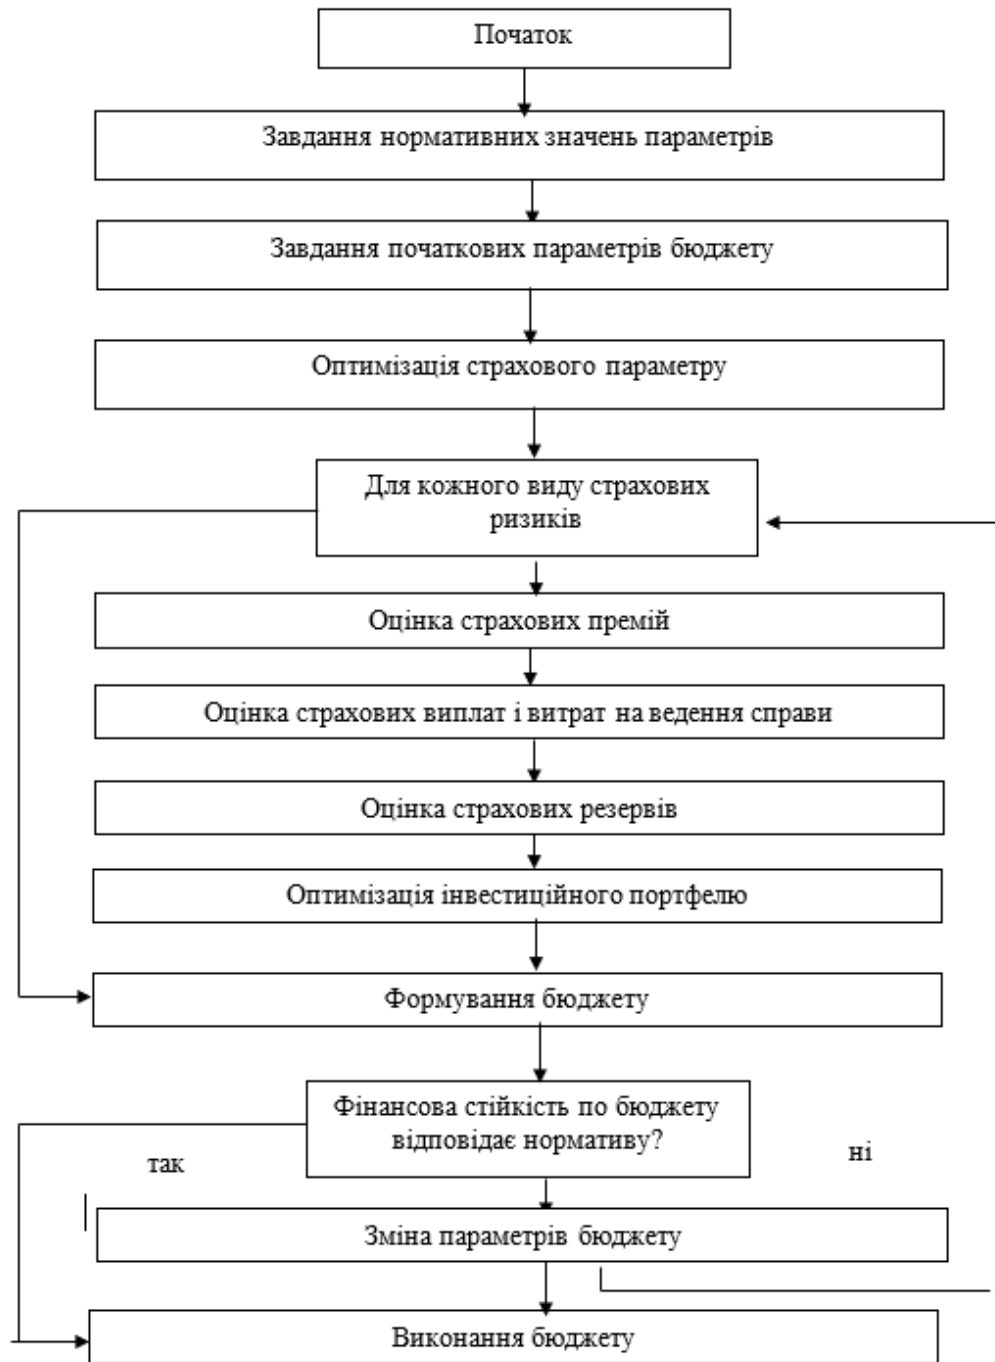 Початок
Завдання нормативних значень параметрів
Завдання початкових параметрів бюджету
Оптимізація страхового параметру
Для кожного виду страхових
ризиків
Оцінка страхових премій
Оцінка страхових виплат і витрат на ведення справи
Оцінка страхових резервів
Оптимізація інвестиційного портфелю
Формування бюджету
Фінансова стійкість по бюджету
відповідає нормативу?
так
ні
Зміна параметрів бюджету
Виконання бюджету